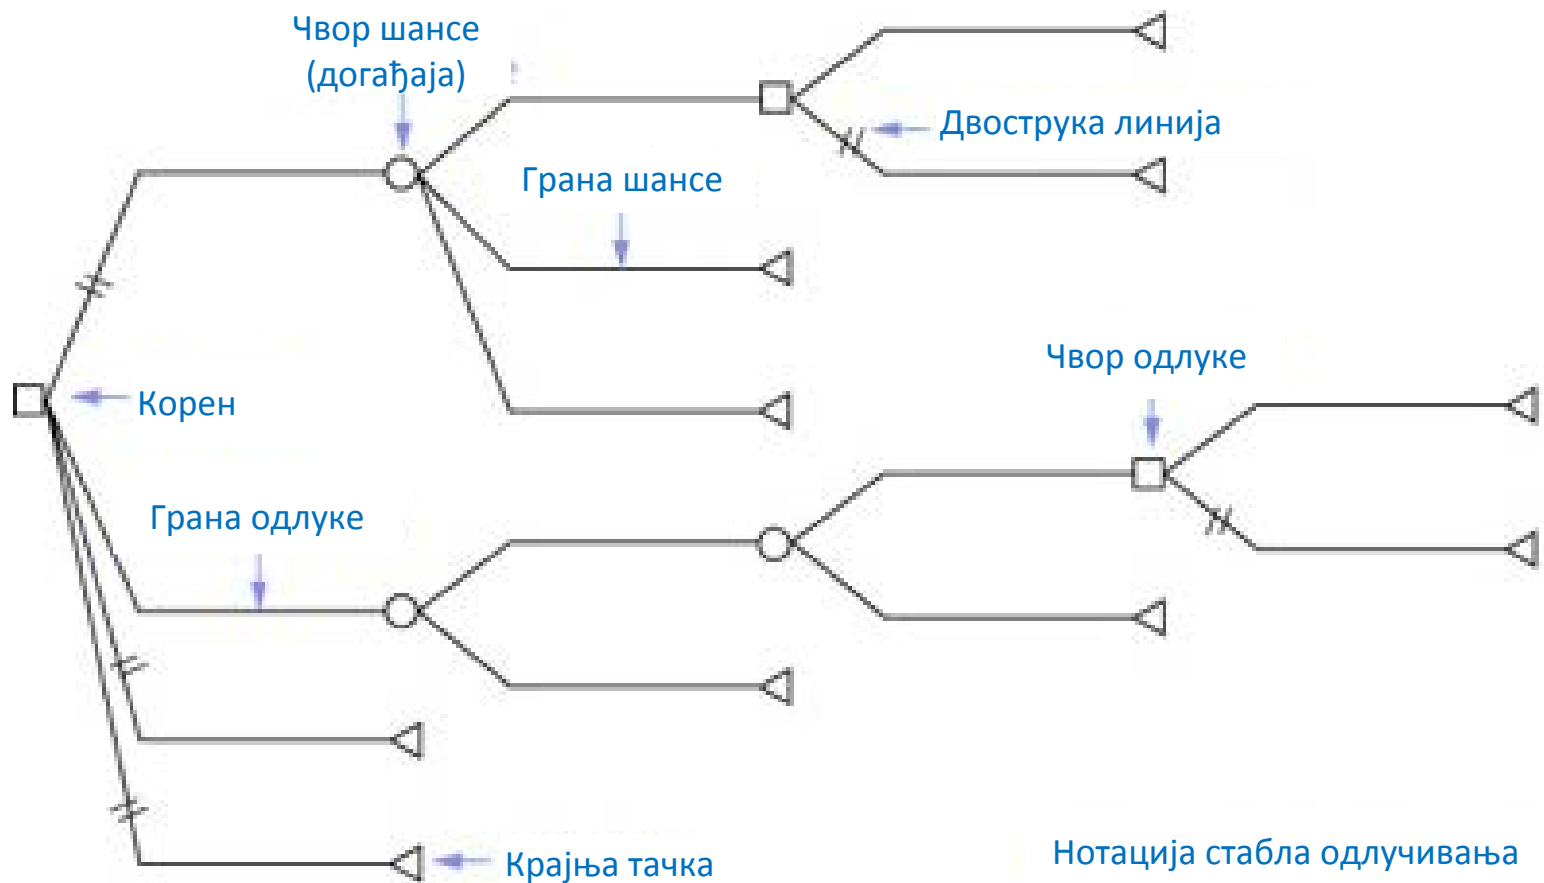 Чвор шансе
(догађаја)
Двострука линија
Грана шансе
Чвор одлуке
Корен
Грана одлуке
Крајња тачка
Нотација стабла одлучивања